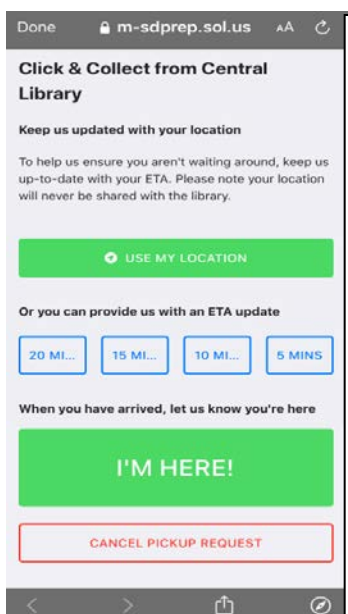 Done m-sdprep.sol.us AA
Click & Collect from Central
Library
Keep us updated with your location
To help us ensure you aren't waiting around, keep us
up-to-date with your ETA. Please note your location
will never be shared with the library.
USE MY LOCATION
Or you can provide us with an ETA update
20 MI... 15 MI... 10 MI... 5 MINS
When you have arrived, let us know you're here
I'M HERE!
CANCEL PICKUP REQUEST